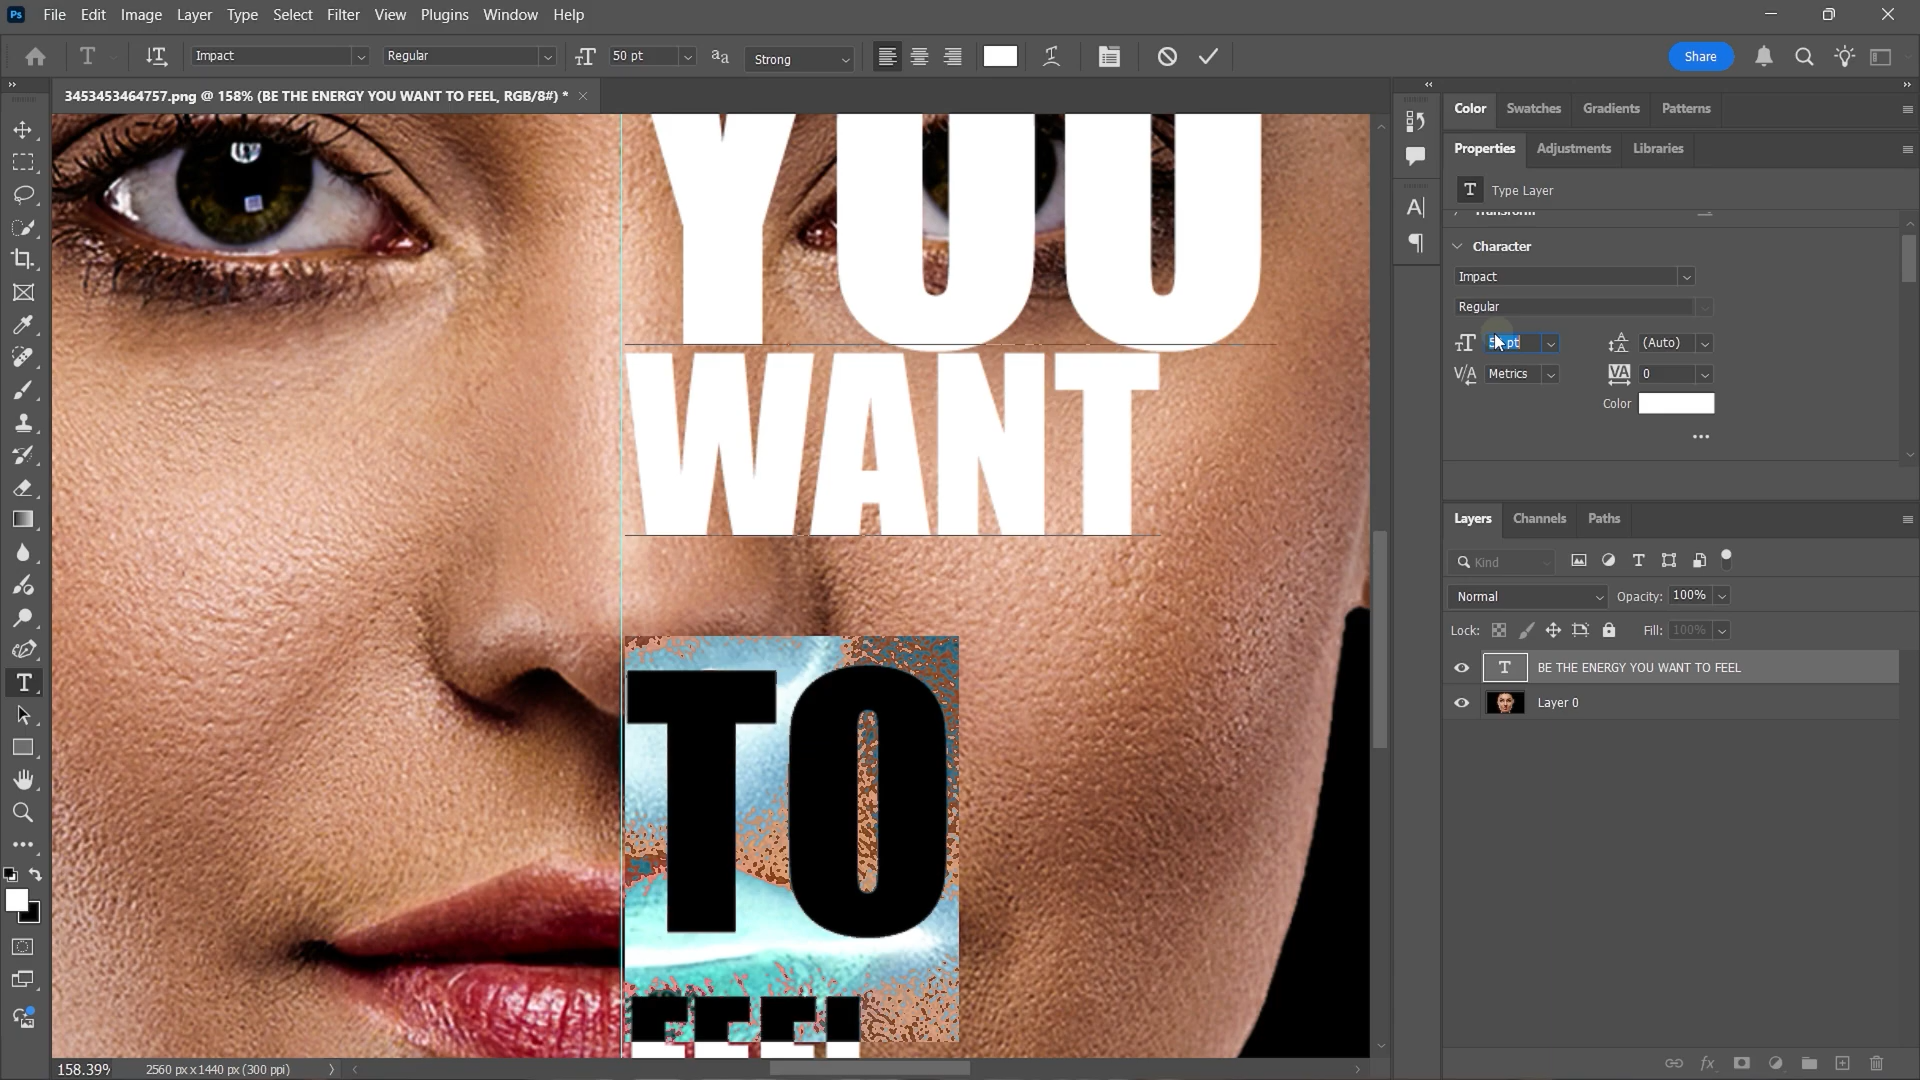 Ps File Edit Image Layer Type Select Filter View Plugins Window Help
T Impact Regular 50 pt aa Strong Share
3453453464757.png @ 158% (BE THE ENERGY YOU WANT TO FEEL, RGB/8#) *
Color Swatches Gradients Patterns
Properties Adjustments Libraries
T Type Layer
Character
Impact
Regular
(Auto)
Metrics 0
Color
YOU
WANT
TO
Layers Channels Paths
Kind
Normal Opacity: 100%
Lock: Fill: 100%
T BE THE ENERGY YOU WANT TO FEEL
Layer 0
158.39% 2560 px x 1440 px (300 ppi)